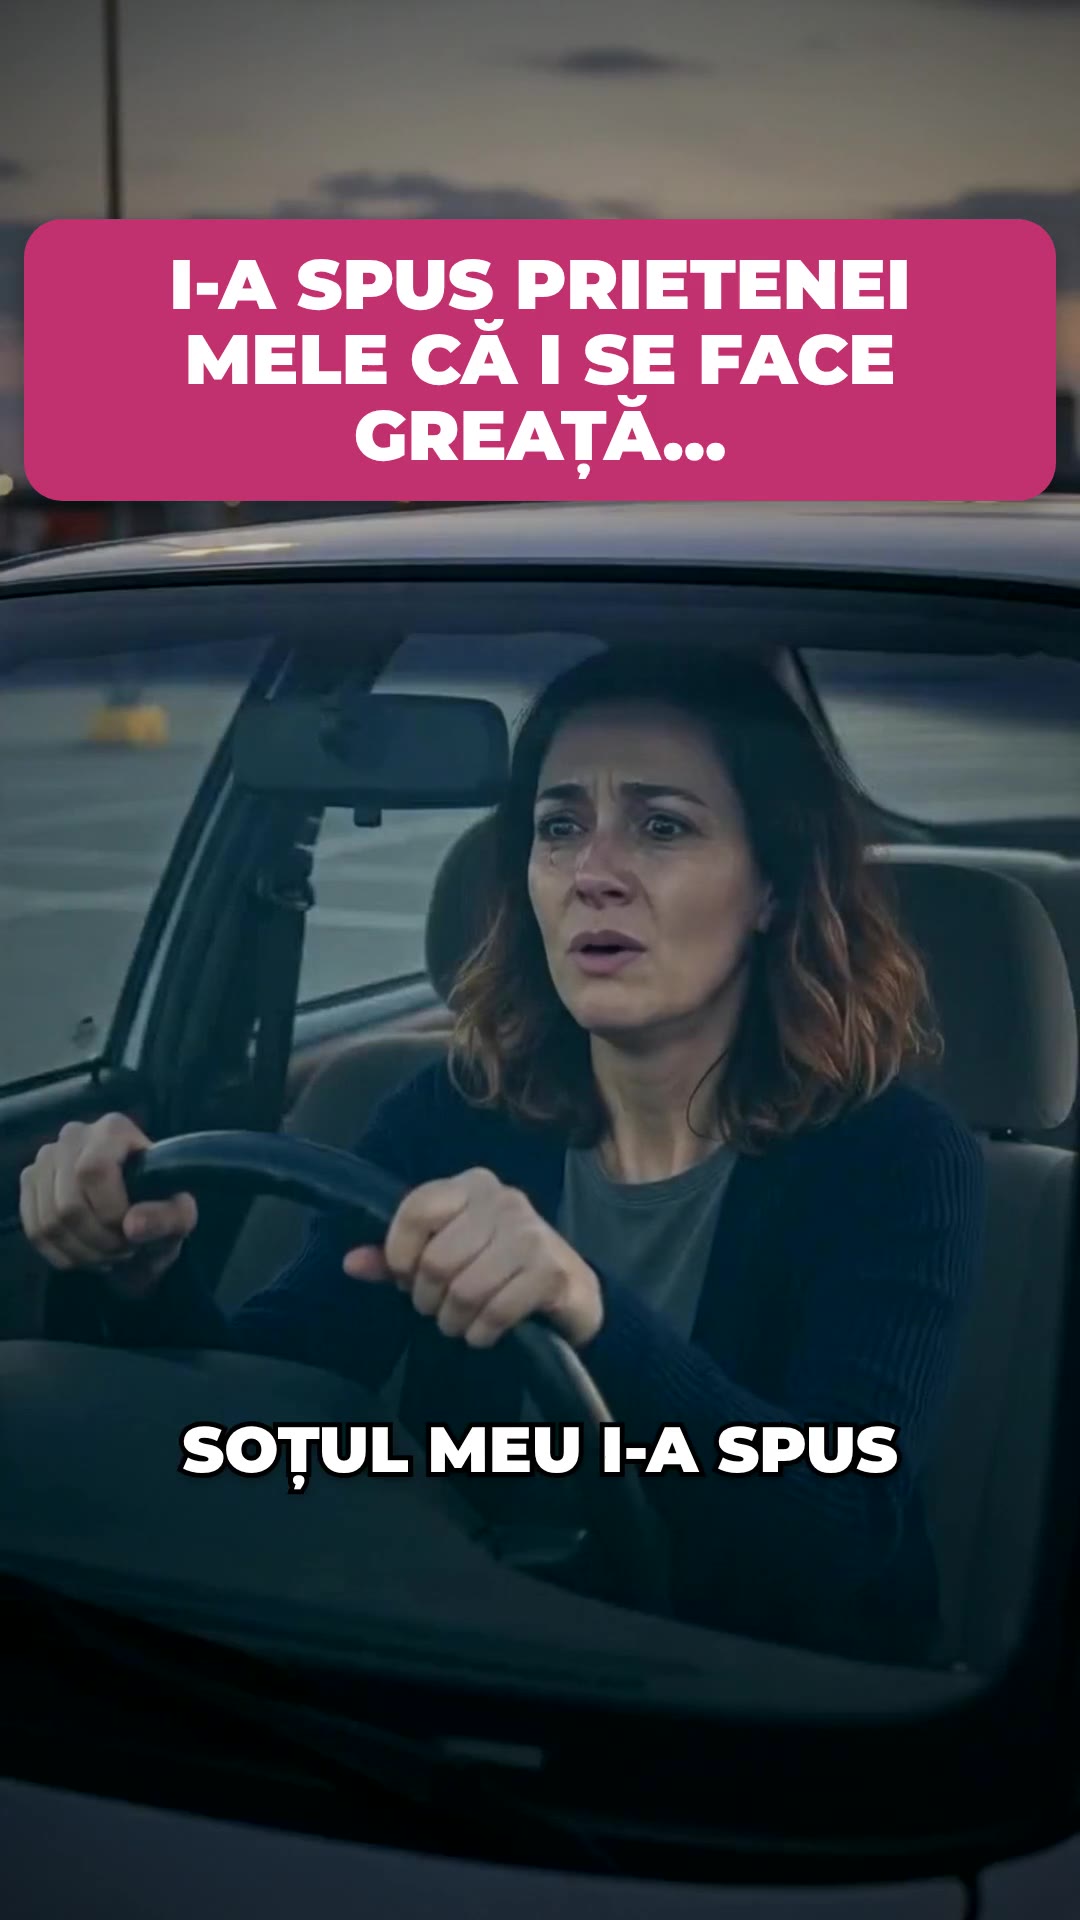 I-A SPUS PRIETENEI
MELE CĂ I SE FACE
GREAȚĂ...
SOȚUL MEU I-A SPUS